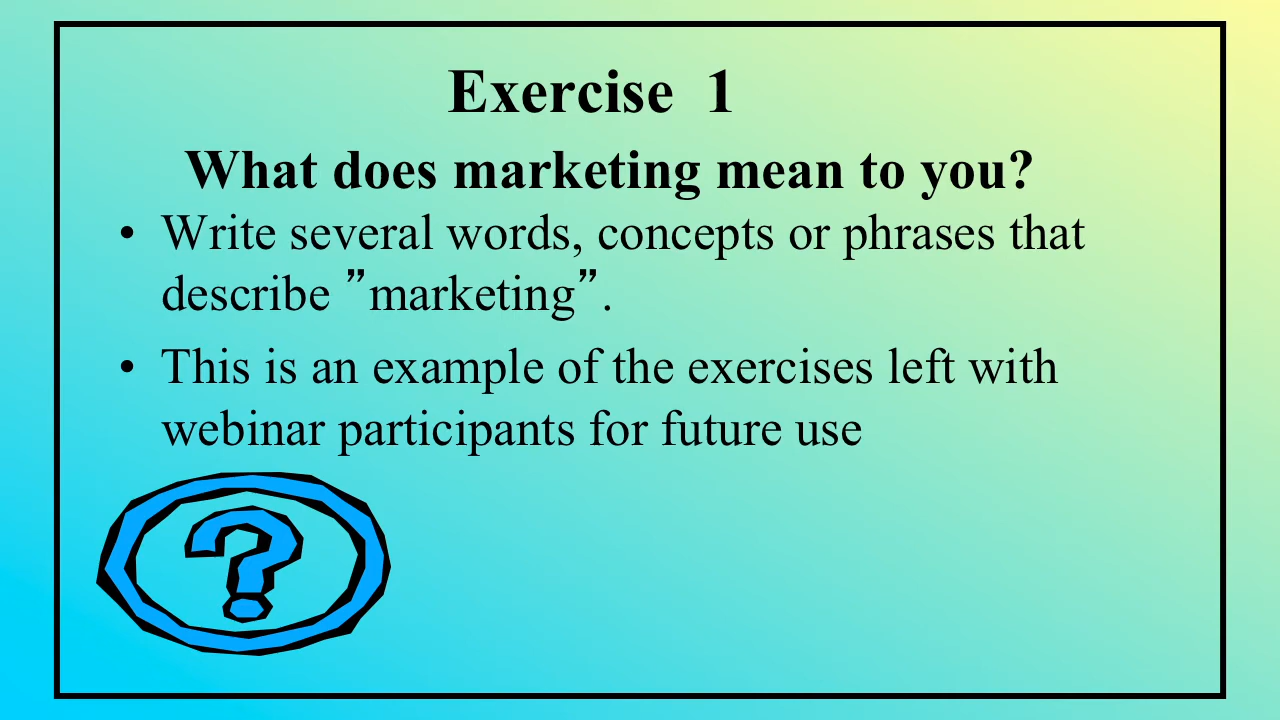 Exercise 1
What does marketing mean to you?
• Write several words, concepts or phrases that
describe ”marketing”.
• This is an example of the exercises left with
webinar participants for future use
?